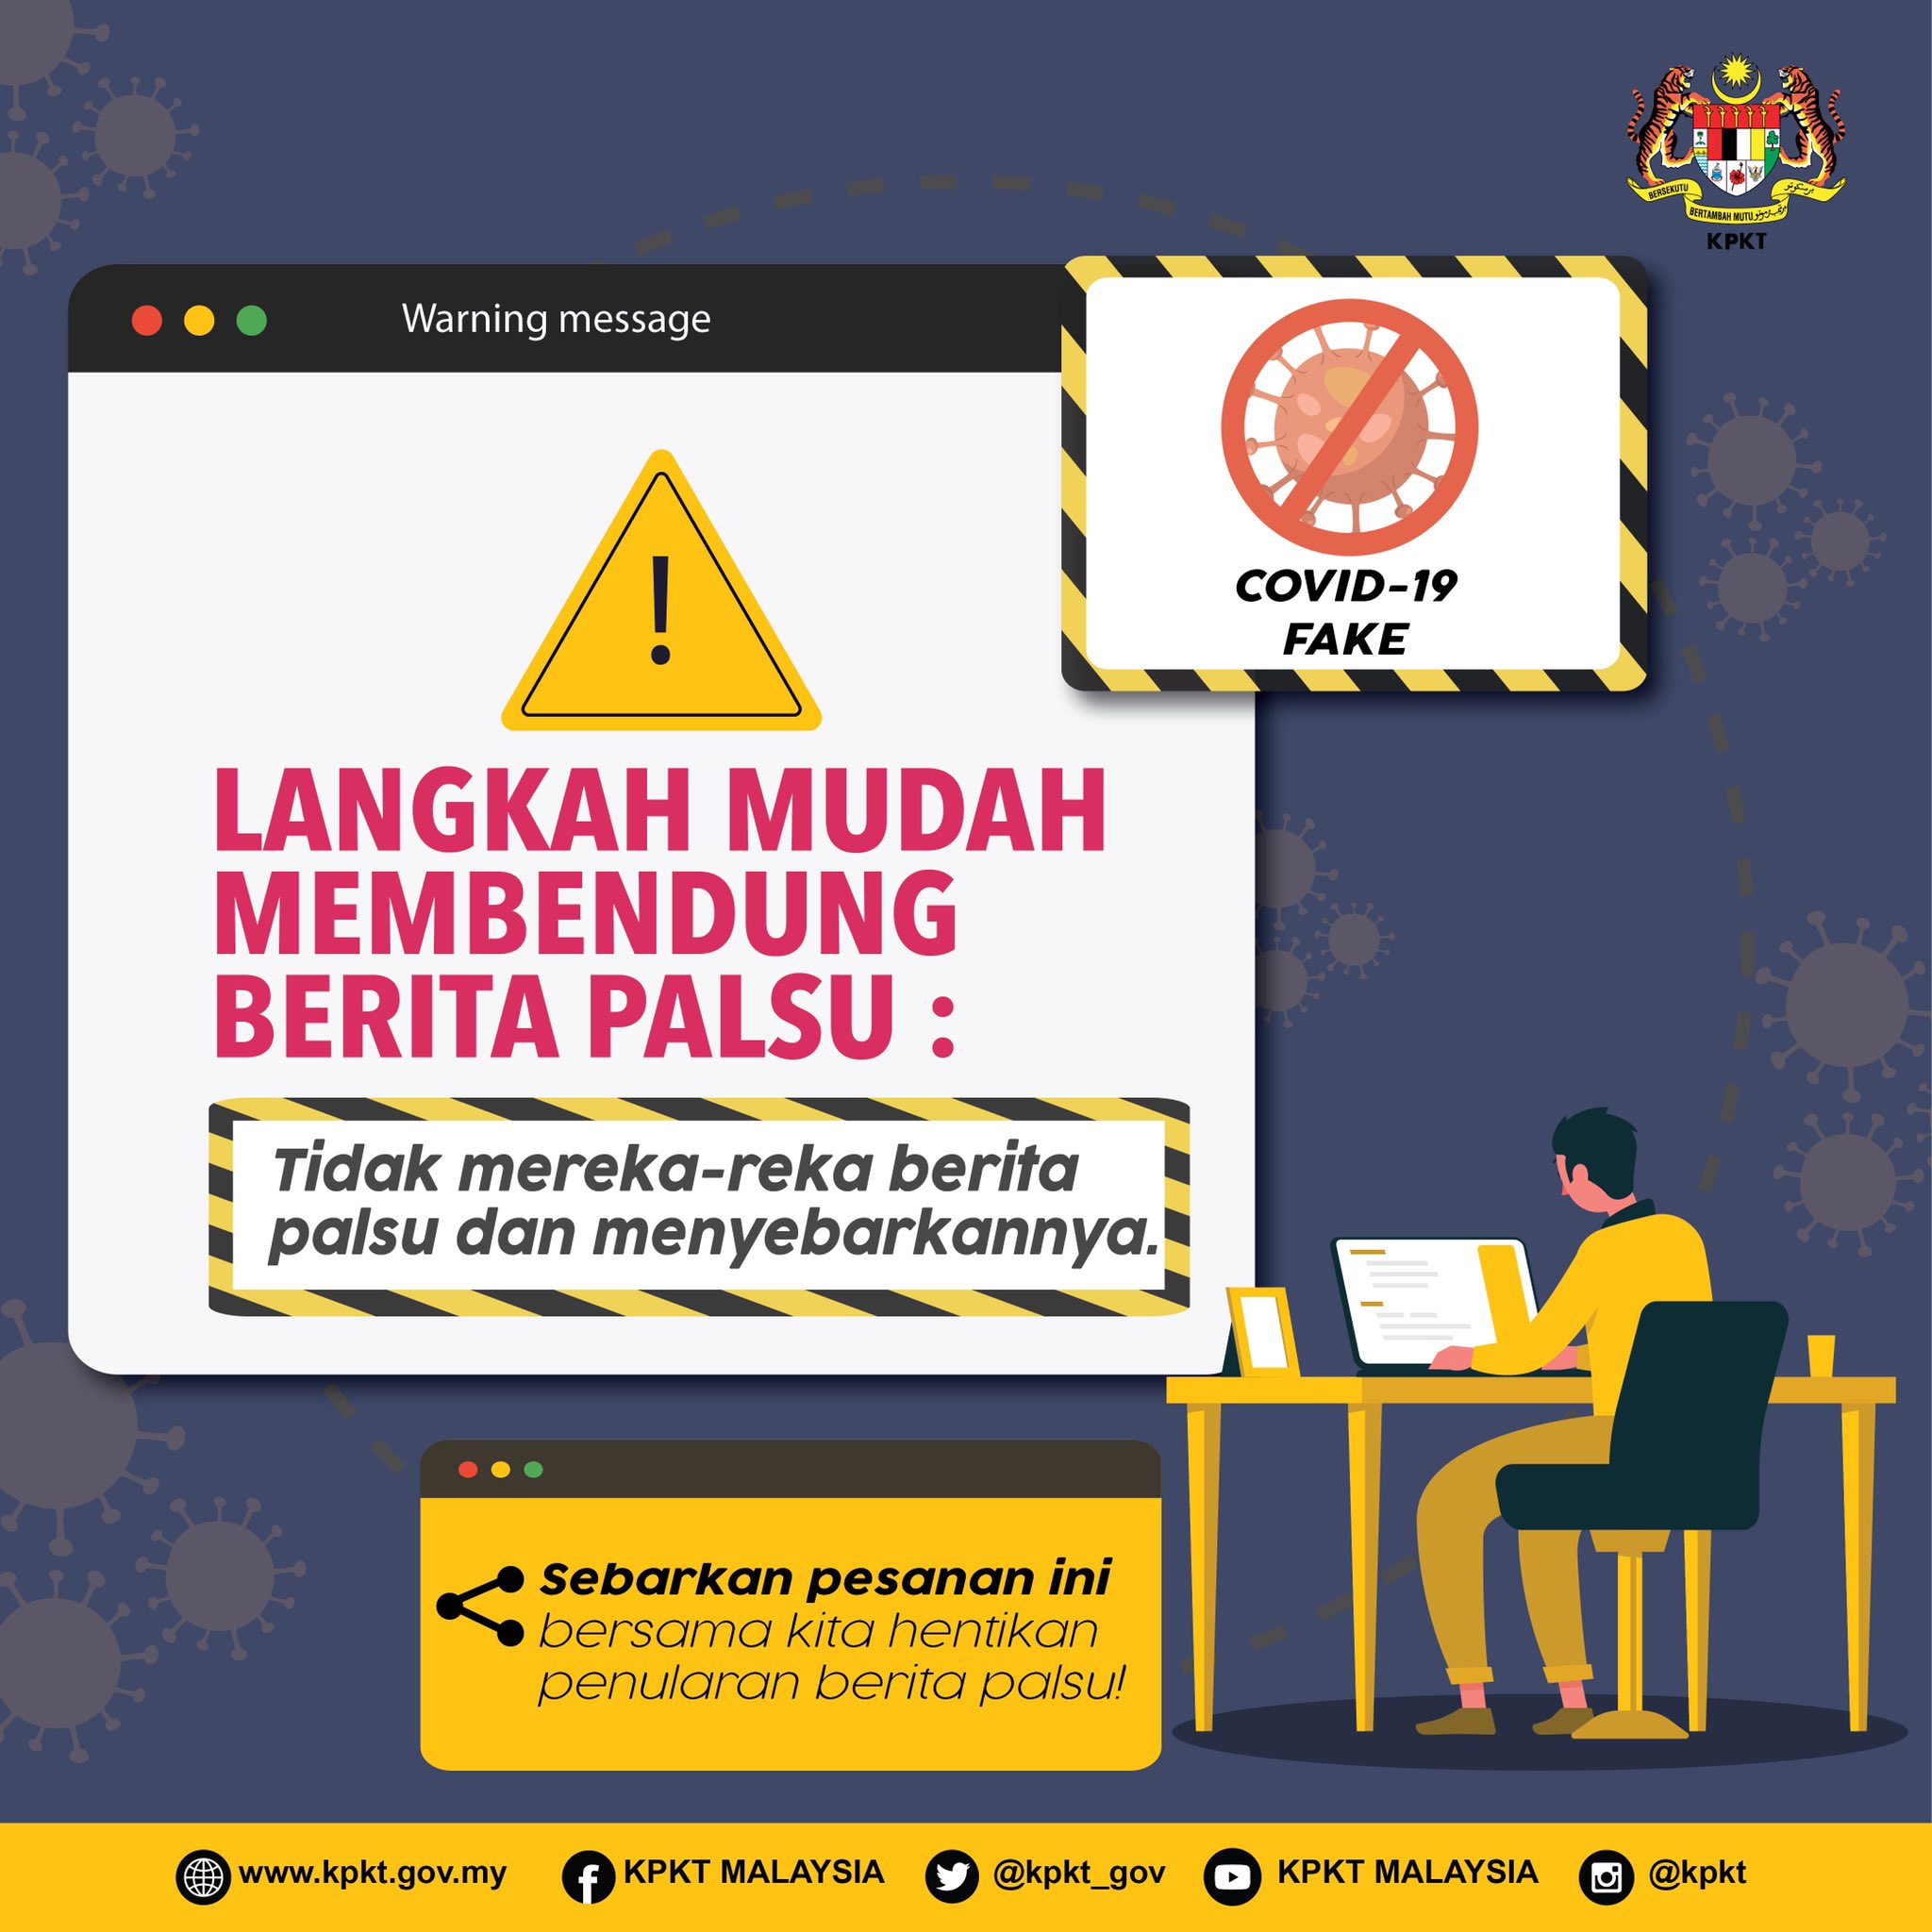 BERSEKUTU
BERTAMBAH MUTU
KPKT
Warning message
COVID-19
FAKE
!
LANGKAH MUDAH
MEMBENDUNG
BERITA PALSU :
Tidak mereka-reka berita
palsu dan menyebarkannya.
Sebarkan pesanan ini
bersama kita hentikan
penularan berita palsu!
www.kpkt.gov.my
KPKT MALAYSIA
@kpkt_gov
KPKT MALAYSIA
@kpkt